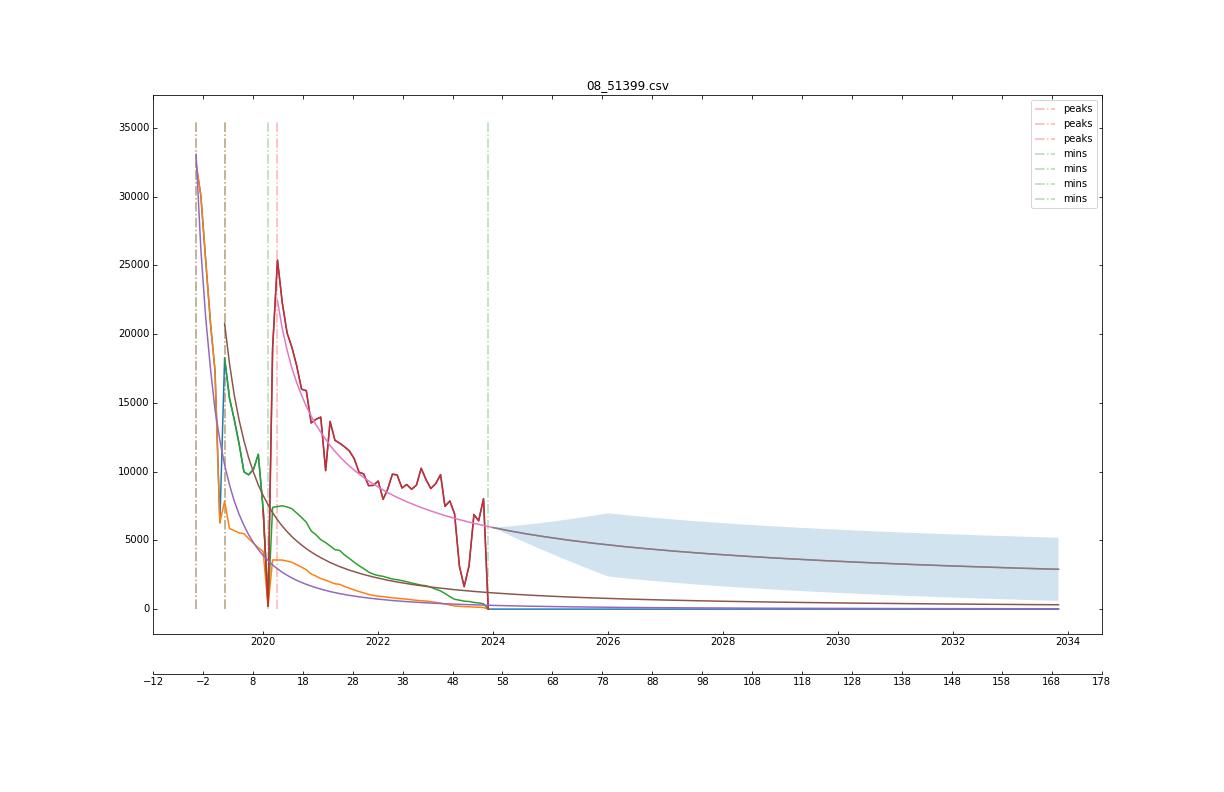 08_51399.csv
peaks
peaks
peaks
mins
mins
mins
mins
35000
30000
25000
20000
15000
10000
5000
0
2020 2022 2024 2026 2028 2030 2032 2034
−12 −2 8 18 28 38 48 58 68 78 88 98 108 118 128 138 148 158 168 178